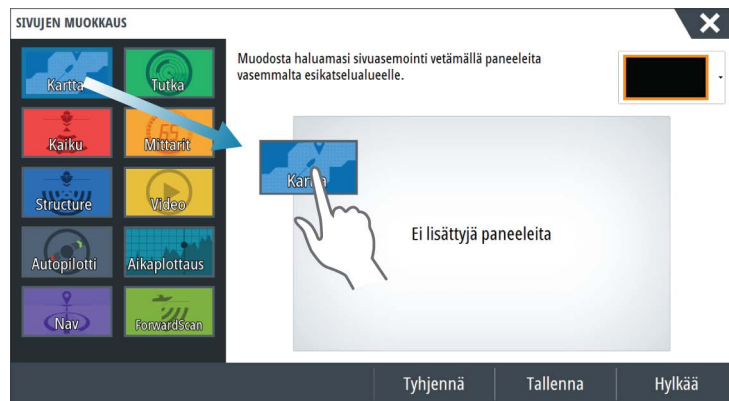 SIVUJEN MUOKKAUS
Muodosta haluamasi sivuasemointi vetämällä paneeleita
vasemmalta esikatselualueelle.
Kartta
Tutka
Kaiku
Mittarit
Structure
Video
Autopilotti
Aikaplottaus
Nav
ForwardScan
Ei lisättyjä paneeleita
Tyhjennä
Tallenna
Hylkää